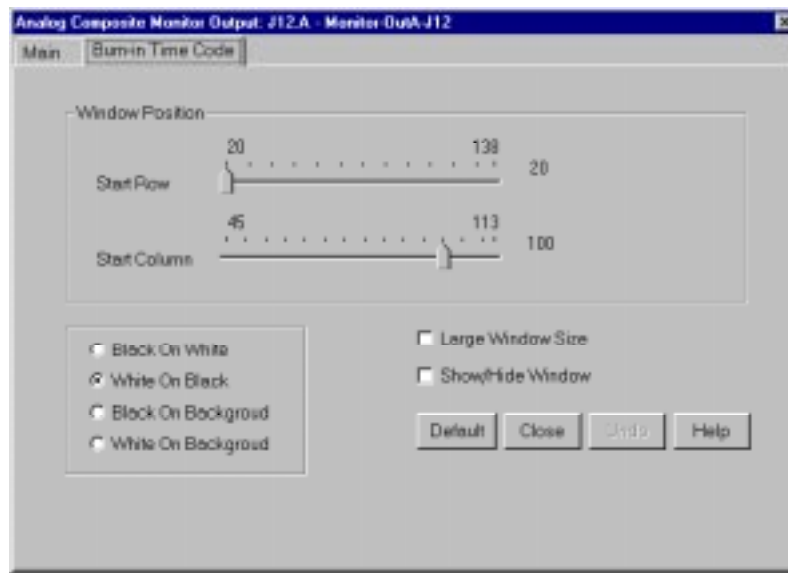 Analog Composite Monitor Output: J12.A - Monitor-OutA-J12
Main Burn-in Time Code
Window Position
20 138
Start Row 20
45 113
Start Column 100
Black On White
White On Black
Black On Backgroud
White On Backgroud
Large Window Size
Show/Hide Window
Default Close Undo Help